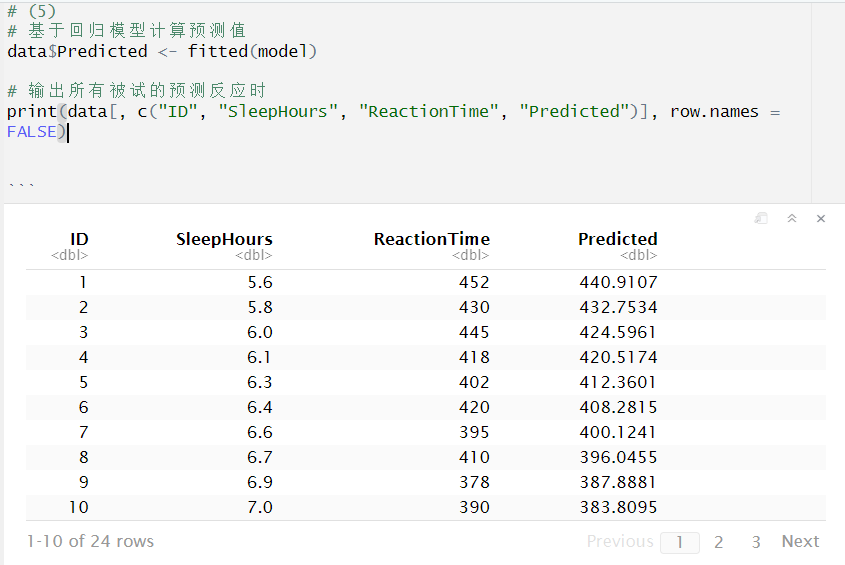 # (5)
# 基于回归模型计算预测值
data$Predicted <- fitted(model)
# 输出所有被试的预测反应时
print(data[, c("ID", "SleepHours", "ReactionTime", "Predicted")], row.names =
FALSE)
```
ID SleepHours ReactionTime Predicted
<dbl> <dbl> <dbl> <dbl>
1 5.6 452 440.9107
2 5.8 430 432.7534
3 6.0 445 424.5961
4 6.1 418 420.5174
5 6.3 402 412.3601
6 6.4 420 408.2815
7 6.6 395 400.1241
8 6.7 410 396.0455
9 6.9 378 387.8881
10 7.0 390 383.8095
1-10 of 24 rows Previous 1 2 3 Next